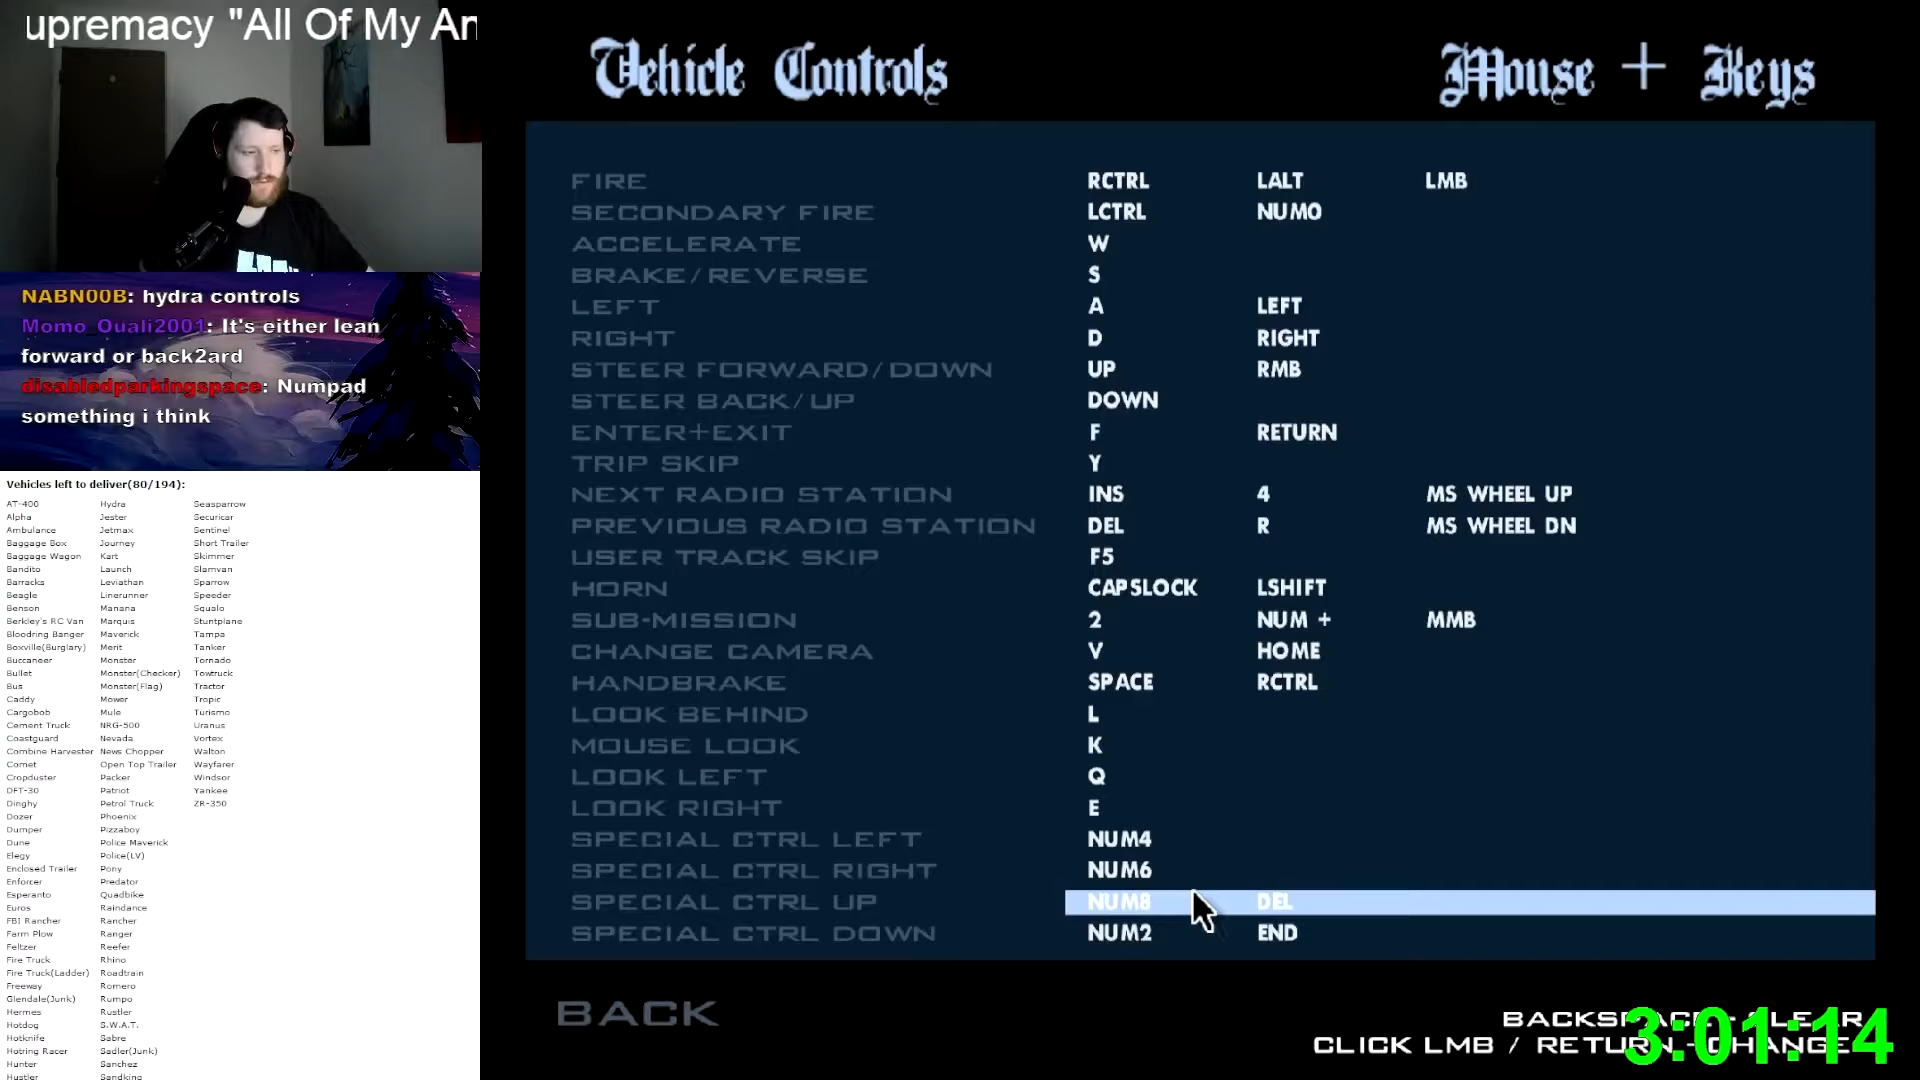 upremacy "All Of My An
NABN00B: hydra controls
Momo_Ouali2001: It's either lean
forward or back2ard
disabledparkingspace: Numpad
something i think
Vehicles left to deliver(80/194):
AT-400 Hydra Seasparrow
Alpha Jester Securicar
Ambulance Jetmax Sentinel
Baggage Box Journey Short Trailer
Baggage Wagon Kart Skimmer
Bandito Launch Slamvan
Barracks Leviathan Sparrow
Beagle Linerunner Speeder
Benson Manana Squalo
Berkley's RC Van Marquis Stuntplane
Bloodring Banger Maverick Tampa
Boxville(Burglary) Merit Tanker
Buccaneer Monster Tornado
Bullet Monster(Checker) Towtruck
Bus Monster(Flag) Tractor
Caddy Mower Tropic
Cargobob Mule Turismo
Cement Truck NRG-500 Uranus
Coastguard Nevada Vortex
Combine Harvester News Chopper Walton
Comet Open Top Trailer Wayfarer
Cropduster Packer Windsor
DFT-30 Patriot Yankee
Dinghy Petrol Truck ZR-350
Dozer Phoenix
Dumper Pizzaboy
Dune Police Maverick
Elegy Police(LV)
Enclosed Trailer Pony
Enforcer Predator
Esperanto Quadbike
Euros Raindance
FBI Rancher Rancher
Farm Plow Ranger
Feltzer Reefer
Fire Truck Rhino
Fire Truck(Ladder) Roadtrain
Freeway Romero
Glendale(Junk) Rumpo
Hermes Rustler
Hotdog S.W.A.T.
Hotknife Sabre
Hotring Racer Sadler(Junk)
Hunter Sanchez
Hustler Sandking
Vehicle Controls Mouse + Keys
FIRE RCTRL LALT LMB
SECONDARY FIRE LCTRL NUM0
ACCELERATE W
BRAKE/REVERSE S
LEFT A LEFT
RIGHT D RIGHT
STEER FORWARD/DOWN UP RMB
STEER BACK/UP DOWN
ENTER+EXIT F RETURN
TRIP SKIP Y
NEXT RADIO STATION INS 4 MS WHEEL UP
PREVIOUS RADIO STATION DEL R MS WHEEL DN
USER TRACK SKIP F5
HORN CAPSLOCK LSHIFT
SUB-MISSION 2 NUM + MMB
CHANGE CAMERA V HOME
HANDBRAKE SPACE RCTRL
LOOK BEHIND L
MOUSE LOOK K
LOOK LEFT Q
LOOK RIGHT E
SPECIAL CTRL LEFT NUM4
SPECIAL CTRL RIGHT NUM6
SPECIAL CTRL UP NUM8 DEL
SPECIAL CTRL DOWN NUM2 END
BACK
BACKSPACE - CLEAR
CLICK LMB / RETURN - CHANGE
3:01:14